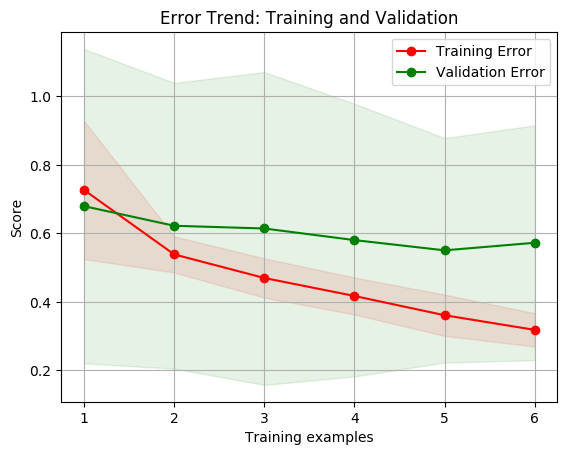 Error Trend: Training and Validation
Training Error
Validation Error
Score
1.0
0.8
0.6
0.4
0.2
1 2 3 4 5 6
Training examples